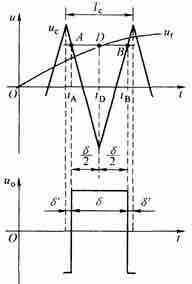 u T_c
u_c u_r
A D B
O t_A t_D t_B t
δ/2 δ/2
u_o
δ' δ δ'
O t